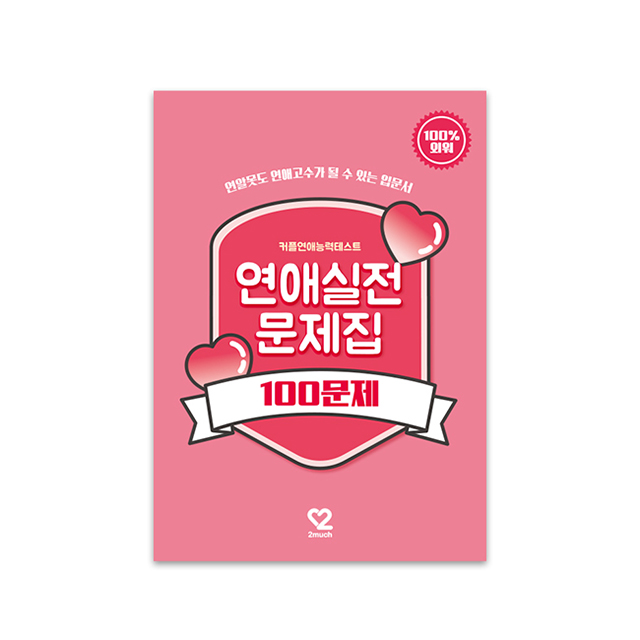 100%
외워
연알못도 연애고수가 될 수 있는 입문서
커플연애능력테스트
연애실전
문제집
100문제
2much